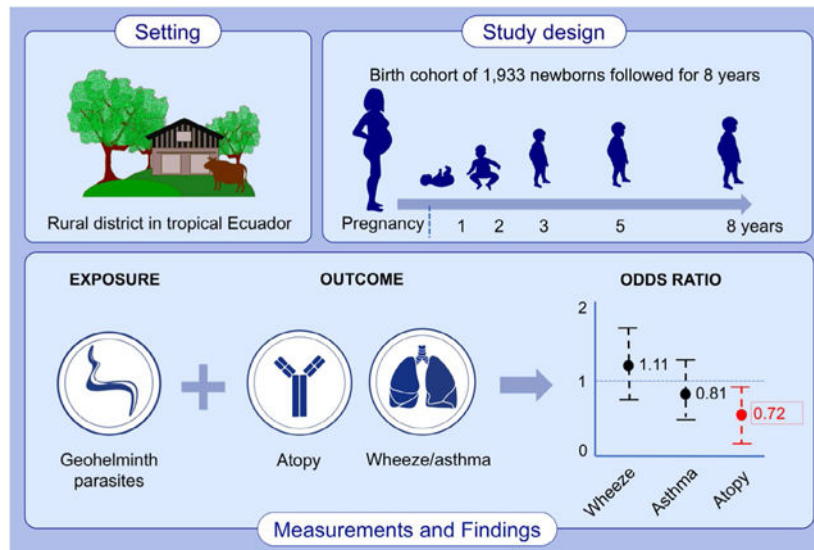 Setting
Rural district in tropical Ecuador
Study design
Birth cohort of 1,933 newborns followed for 8 years
Pregnancy 1 2 3 5 8 years
EXPOSURE
Geohelminth
parasites
OUTCOME
Atopy
Wheeze/asthma
ODDS RATIO
2
1
0
1.11
0.81
0.72
Wheeze
Asthma
Atopy
Measurements and Findings